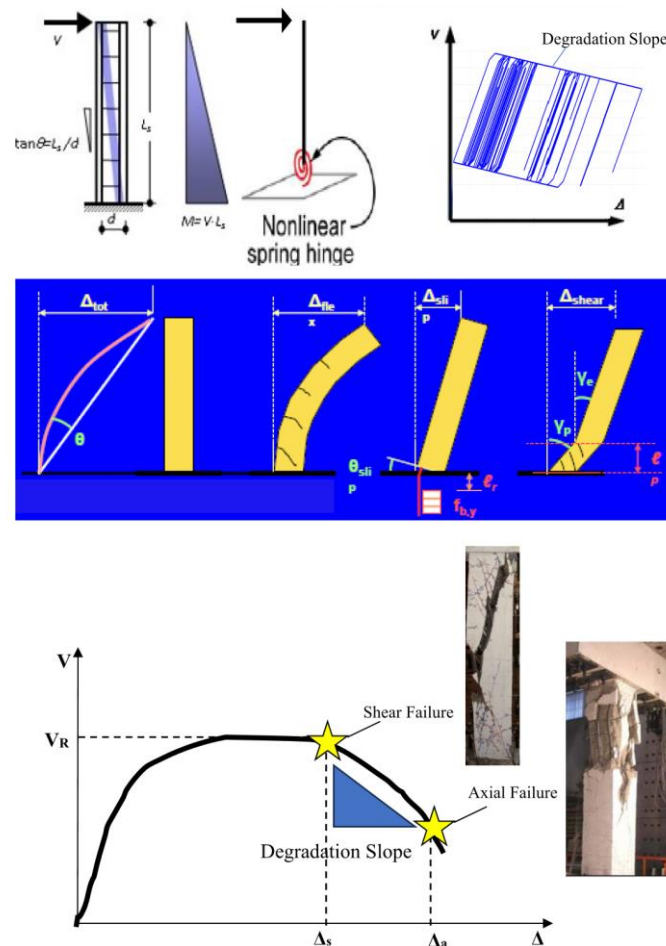 V
Lₛ
tanθ=Lₛ/d
d
M=V·Lₛ
Nonlinear
spring hinge
V
Degradation Slope
Δ
Δtot
θ
Δfle
x
Δsli
p
θsli
p
ℓr
fb,y
Δshear
γe
γp
ℓ
p
V
VR
Shear Failure
Axial Failure
Degradation Slope
Δs
Δa
Δ